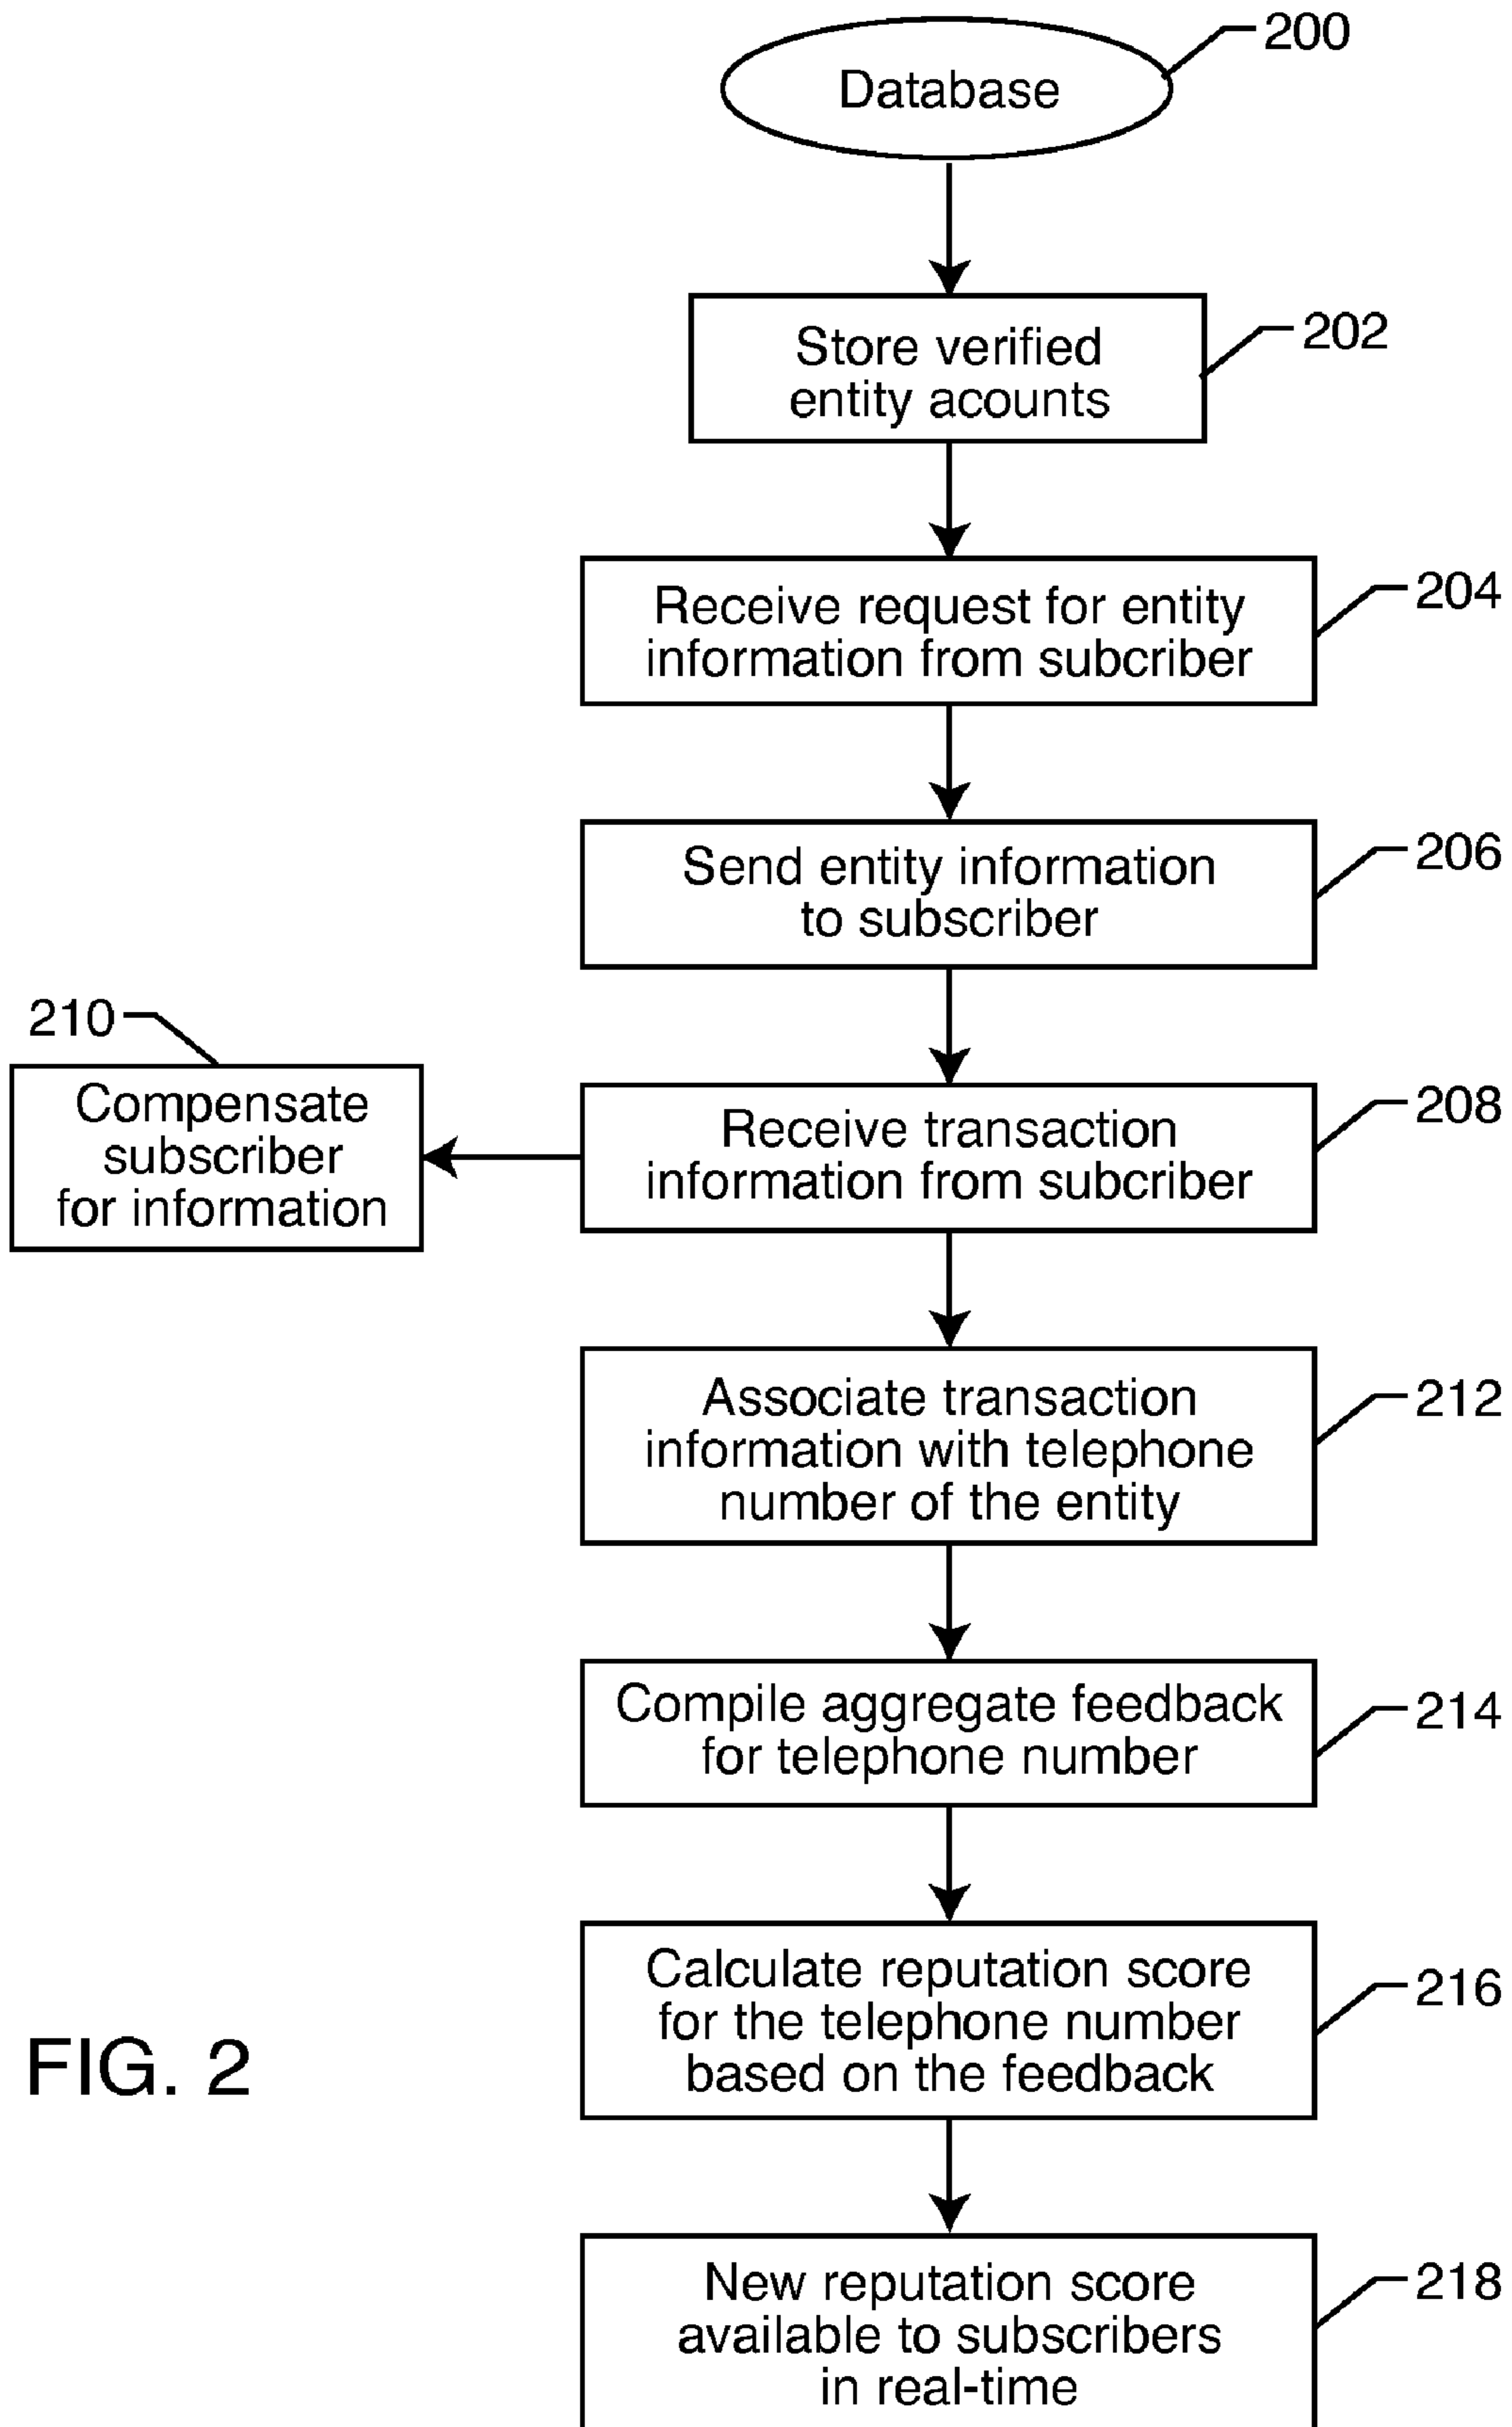 200
Database
202
Store verified
entity acounts
204
Receive request for entity
information from subcriber
206
Send entity information
to subscriber
210
Compensate
subscriber
for information
208
Receive transaction
information from subcriber
212
Associate transaction
information with telephone
number of the entity
214
Compile aggregate feedback
for telephone number
216
Calculate reputation score
for the telephone number
based on the feedback
FIG. 2
218
New reputation score
available to subscribers
in real-time